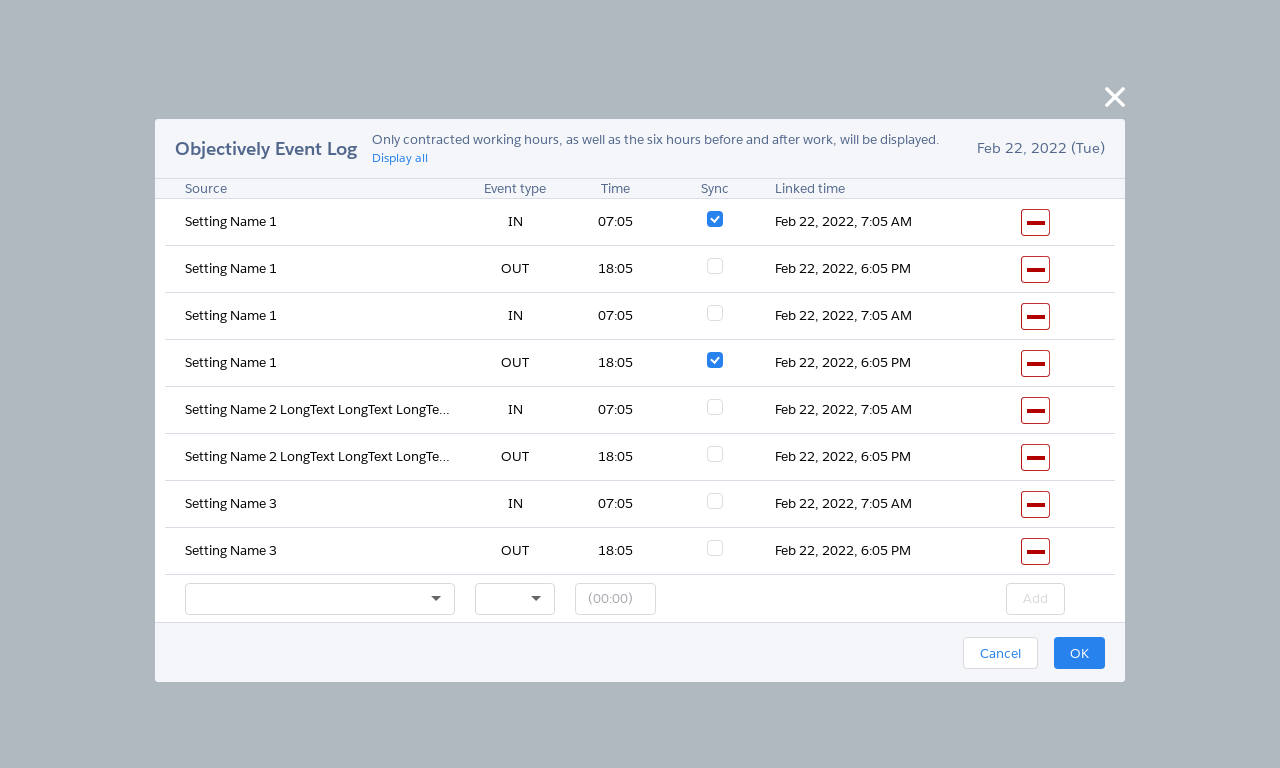 Objectively Event Log
Only contracted working hours, as well as the six hours before and after work, will be displayed.
Display all
Feb 22, 2022 (Tue)
Source Event type Time Sync Linked time
Setting Name 1 IN 07:05 Feb 22, 2022, 7:05 AM
Setting Name 1 OUT 18:05 Feb 22, 2022, 6:05 PM
Setting Name 1 IN 07:05 Feb 22, 2022, 7:05 AM
Setting Name 1 OUT 18:05 Feb 22, 2022, 6:05 PM
Setting Name 2 LongText LongText LongTe... IN 07:05 Feb 22, 2022, 7:05 AM
Setting Name 2 LongText LongText LongTe... OUT 18:05 Feb 22, 2022, 6:05 PM
Setting Name 3 IN 07:05 Feb 22, 2022, 7:05 AM
Setting Name 3 OUT 18:05 Feb 22, 2022, 6:05 PM
(00:00) Add
Cancel OK